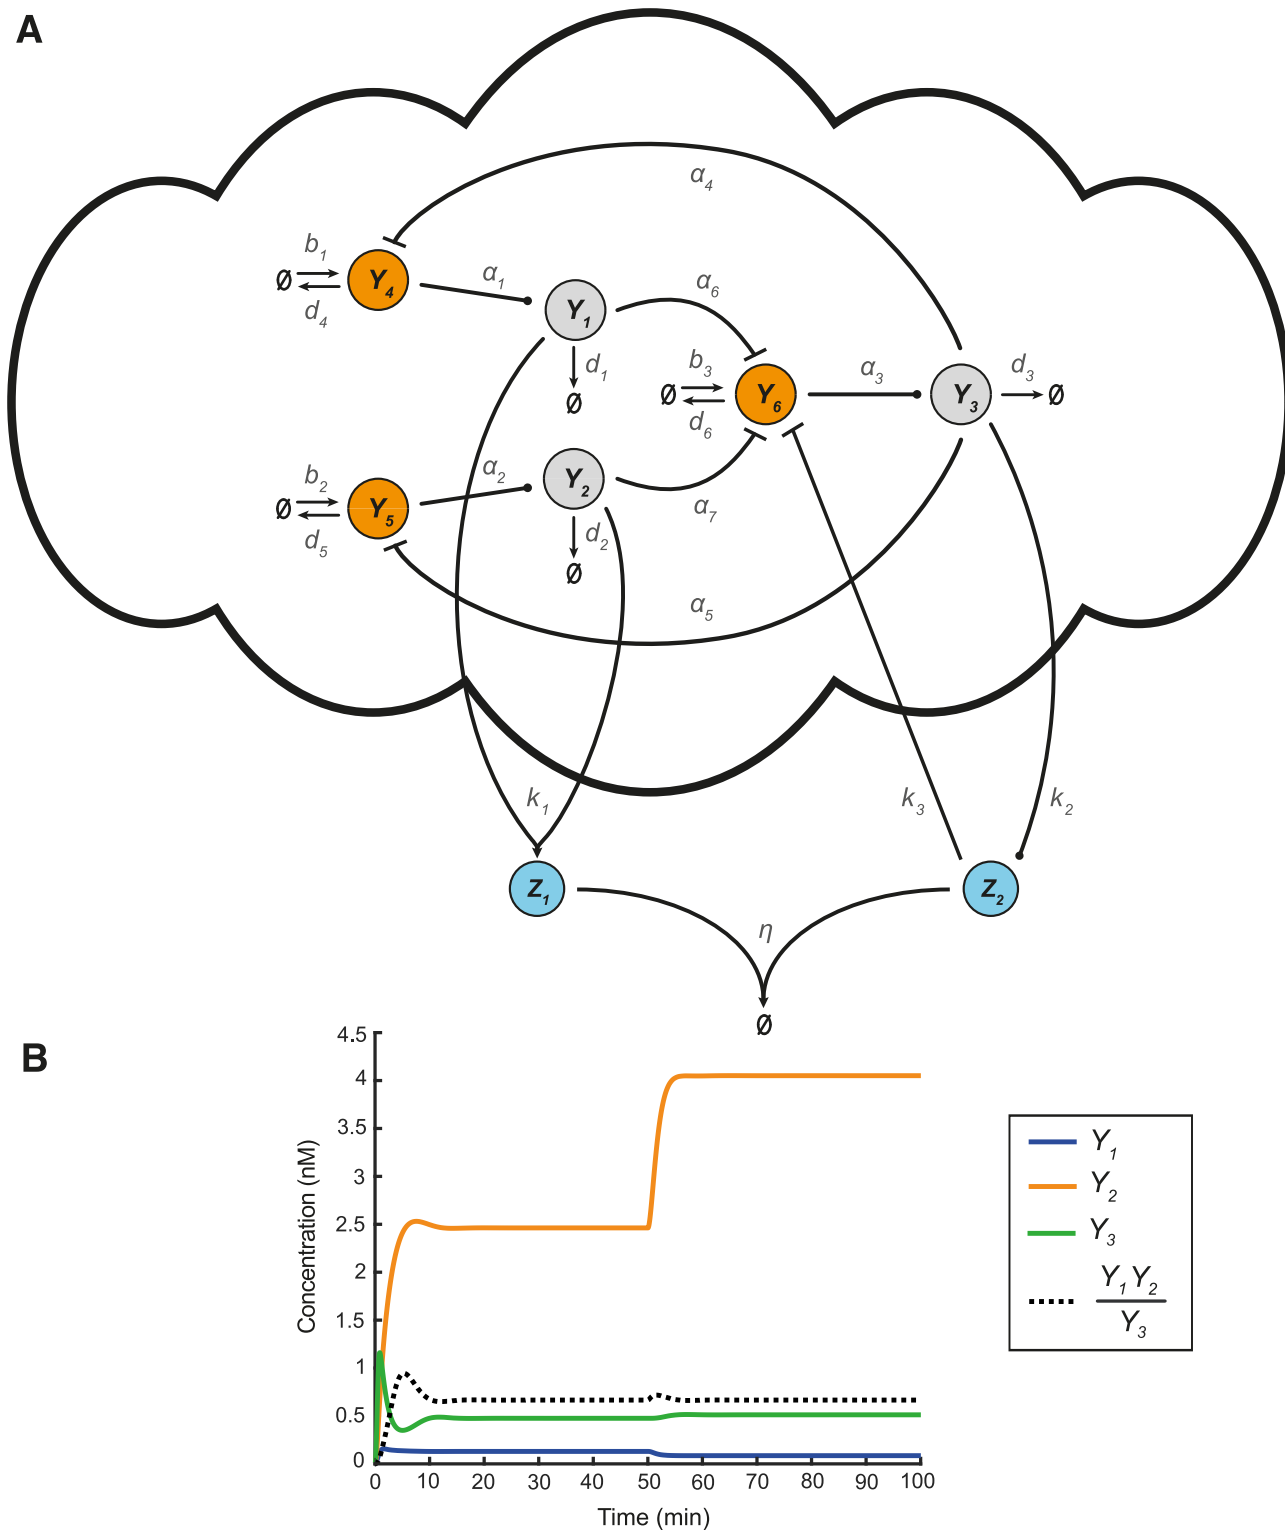 A
α₄
b₁
∅ Y₄ α₁ α₆
d₄ Y₁
b₃ α₃ d₃
d₁
∅ Y₆ Y₃ ∅
∅ d₆
b₂ α₂ Y₂ α₇
∅ Y₅
d₅ d₂
∅
α₅
k₁ k₃ k₂
Z₁ Z₂
η
∅
B
Concentration (nM)
4.5
4
3.5
3
2.5
2
1.5
1
0.5
0
0 10 20 30 40 50 60 70 80 90 100
Time (min)
Y₁
Y₂
Y₃
Y₁ Y₂
Y₃